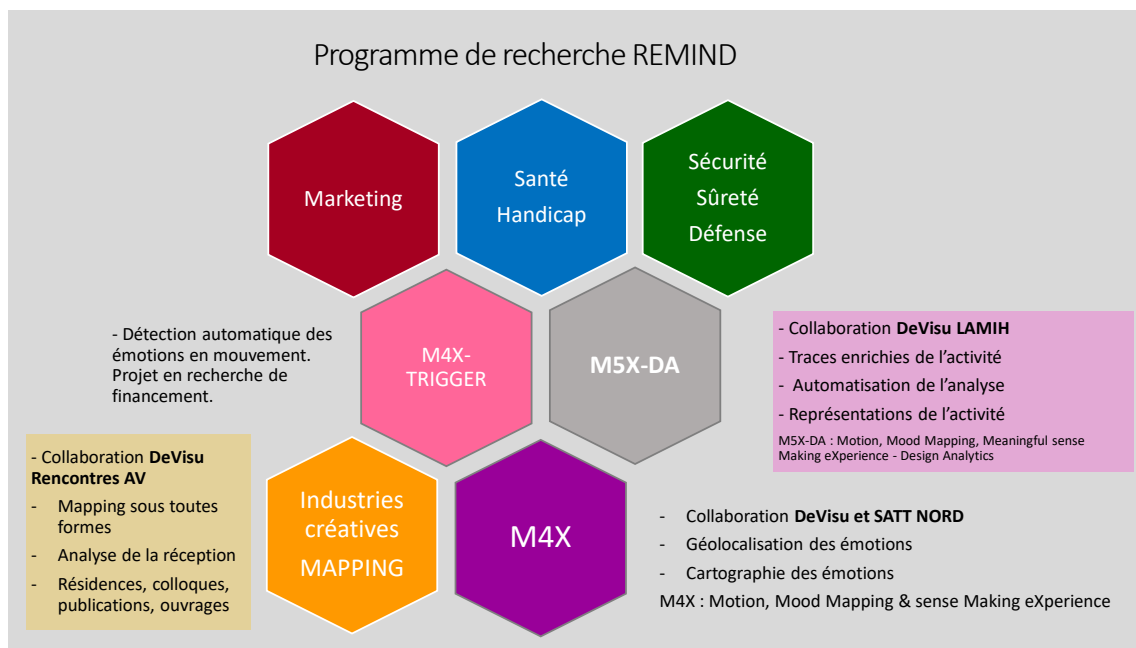 Programme de recherche REMIND
Marketing
Santé
Handicap
Sécurité
Sûreté
Défense
- Détection automatique des
émotions en mouvement.
Projet en recherche de
financement.
M4X-
TRIGGER
M5X-DA
- Collaboration DeVisu LAMIH
- Traces enrichies de l’activité
- Automatisation de l’analyse
- Représentations de l’activité
M5X-DA : Motion, Mood Mapping, Meaningful sense
Making eXperience - Design Analytics
- Collaboration DeVisu
Rencontres AV
- Mapping sous toutes
formes
- Analyse de la réception
- Résidences, colloques,
publications, ouvrages
Industries
créatives
MAPPING
M4X
- Collaboration DeVisu et SATT NORD
- Géolocalisation des émotions
- Cartographie des émotions
M4X : Motion, Mood Mapping & sense Making eXperience